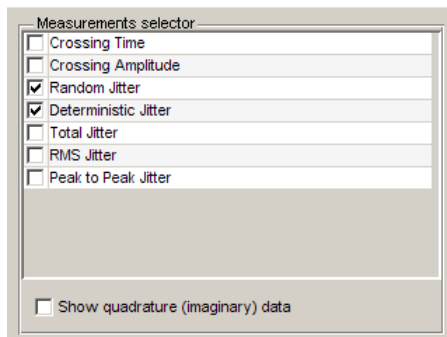 Measurements selector
Crossing Time
Crossing Amplitude
Random Jitter
Deterministic Jitter
Total Jitter
RMS Jitter
Peak to Peak Jitter
Show quadrature (imaginary) data